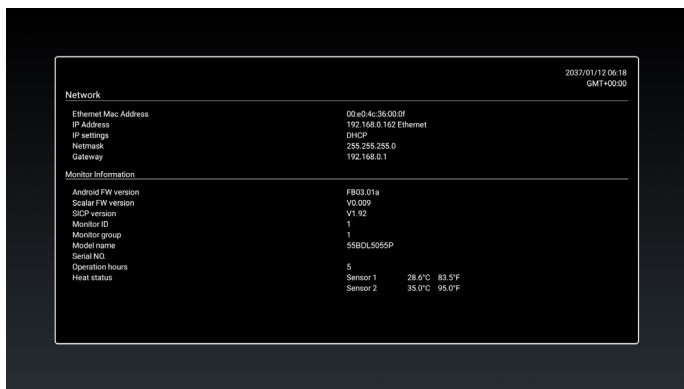 2037/01/12 06:18
GMT+00:00
Network
Ethernet Mac Address 00:e0:4c:36:00:0f
IP Address 192.168.0.162 Ethernet
IP settings DHCP
Netmask 255.255.255.0
Gateway 192.168.0.1
Monitor Information
Android FW version FB03.01a
Scalar FW version V0.009
SICP version V1.92
Monitor ID 1
Monitor group 1
Model name 55BDL5055P
Serial NO.
Operation hours 5
Heat status Sensor 1 28.6°C 83.5°F
Sensor 2 35.0°C 95.0°F